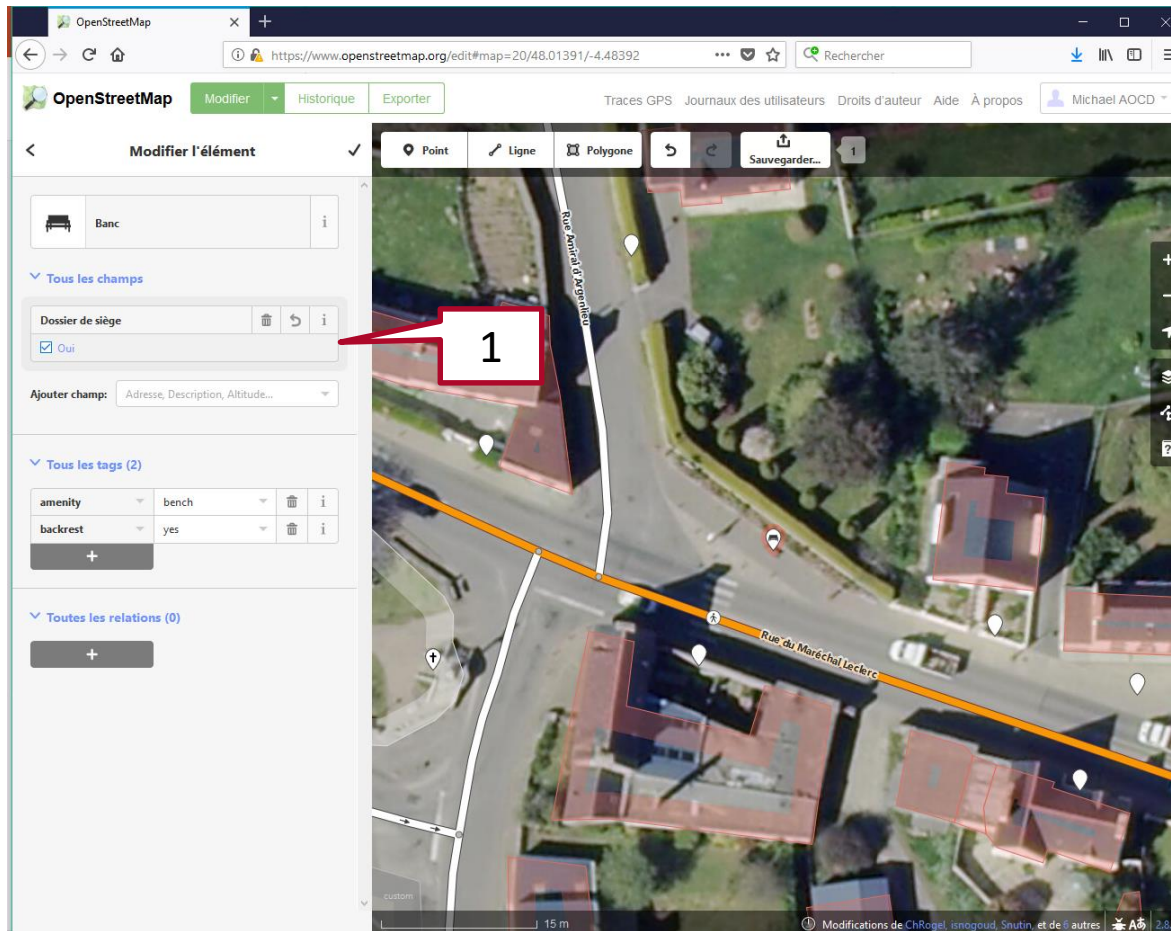 OpenStreetMap
https://www.openstreetmap.org/edit#map=20/48.01391/-4.48392
Rechercher
OpenStreetMap
Modifier
Historique
Exporter
Traces GPS Journaux des utilisateurs Droits d'auteur Aide À propos
Michael AOCD
Modifier l'élément
Point
Ligne
Polygone
Sauvegarder...
1
Banc
i
Tous les champs
Dossier de siège
i
Oui
1
Ajouter champ:
Adresse, Description, Altitude...
Tous les tags (2)
amenity bench i
backrest yes i
+
Toutes les relations (0)
+
Rue Amiral d'Argenlieu
Rue du Maréchal Leclerc
custom
15 m
Modifications de ChRogel, isnogoud, Snutin, et de 6 autres